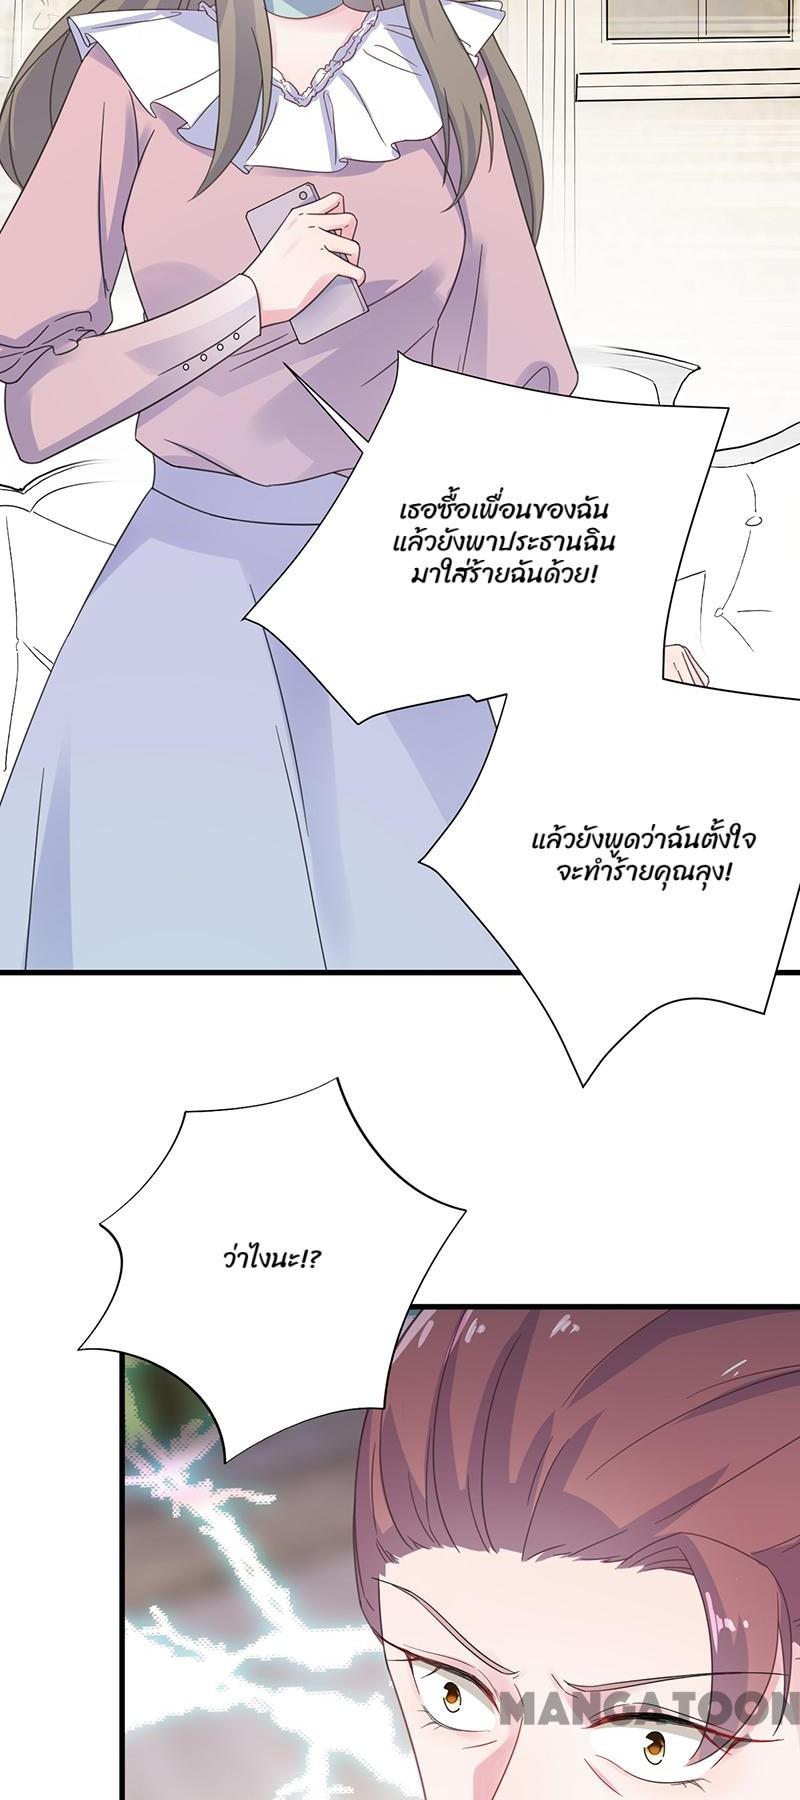 เธอซื้อเพื่อนของฉัน
แล้วยังพาประธานฉิน
มาใส่ร้ายฉันด้วย!
แล้วยังพูดว่าฉันตั้งใจ
จะทำร้ายคุณลุง!
ว่าไงนะ!?
MANGATOON